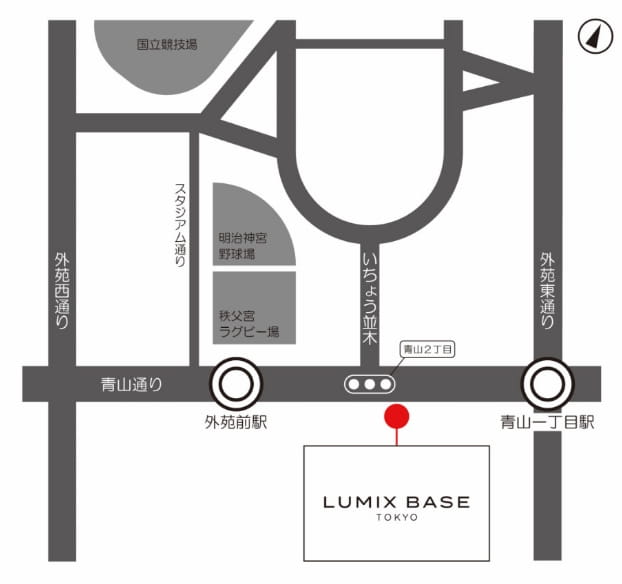 国立競技場
スタジアム通り
明治神宮
野球場
外苑西通り
いちょう並木
外苑東通り
秩父宮
ラグビー場
青山2丁目
青山通り
外苑前駅
青山一丁目駅
LUMIX BASE
TOKYO